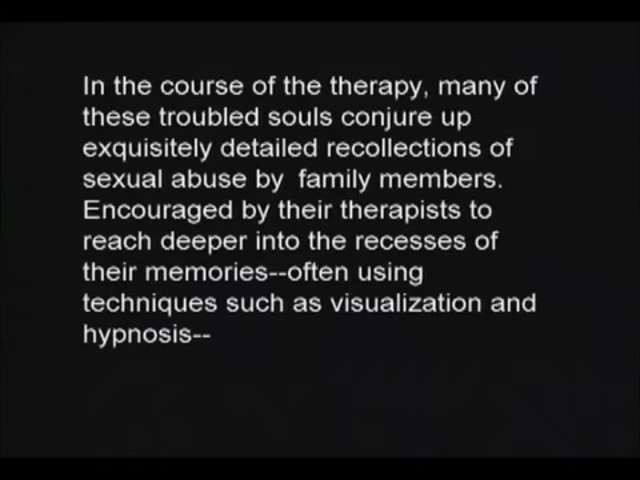 In the course of the therapy, many of
these troubled souls conjure up
exquisitely detailed recollections of
sexual abuse by  family members.
Encouraged by their therapists to
reach deeper into the recesses of
their memories--often using
techniques such as visualization and
hypnosis--